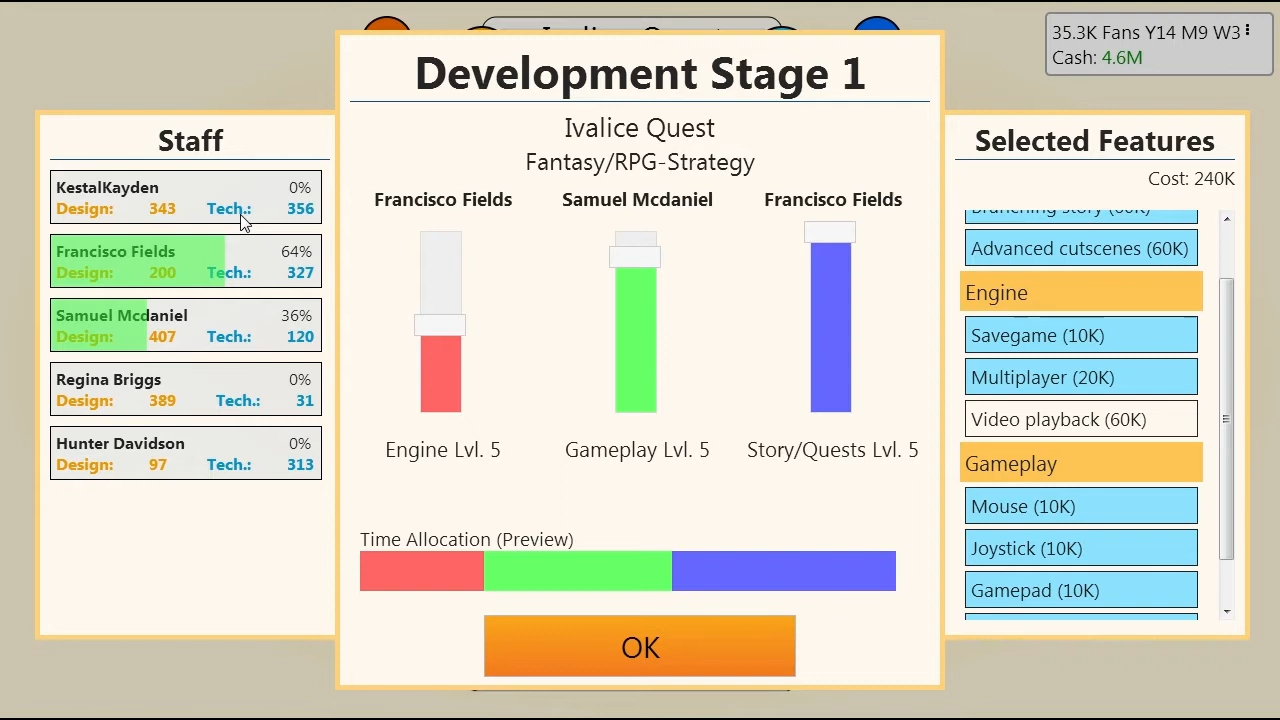 35.3K Fans Y14 M9 W3
Cash: 4.6M
Development Stage 1
Ivalice Quest
Fantasy/RPG-Strategy
Staff
KestalKayden 0%
Design: 343 Tech.: 356
Francisco Fields 64%
Design: 200 Tech.: 327
Samuel Mcdaniel 36%
Design: 407 Tech.: 120
Regina Briggs 0%
Design: 389 Tech.: 31
Hunter Davidson 0%
Design: 97 Tech.: 313
Francisco Fields Samuel Mcdaniel Francisco Fields
Engine Lvl. 5 Gameplay Lvl. 5 Story/Quests Lvl. 5
Time Allocation (Preview)
OK
Selected Features
Cost: 240K
Branching story (60K)
Advanced cutscenes (60K)
Engine
Savegame (10K)
Multiplayer (20K)
Video playback (60K)
Gameplay
Mouse (10K)
Joystick (10K)
Gamepad (10K)